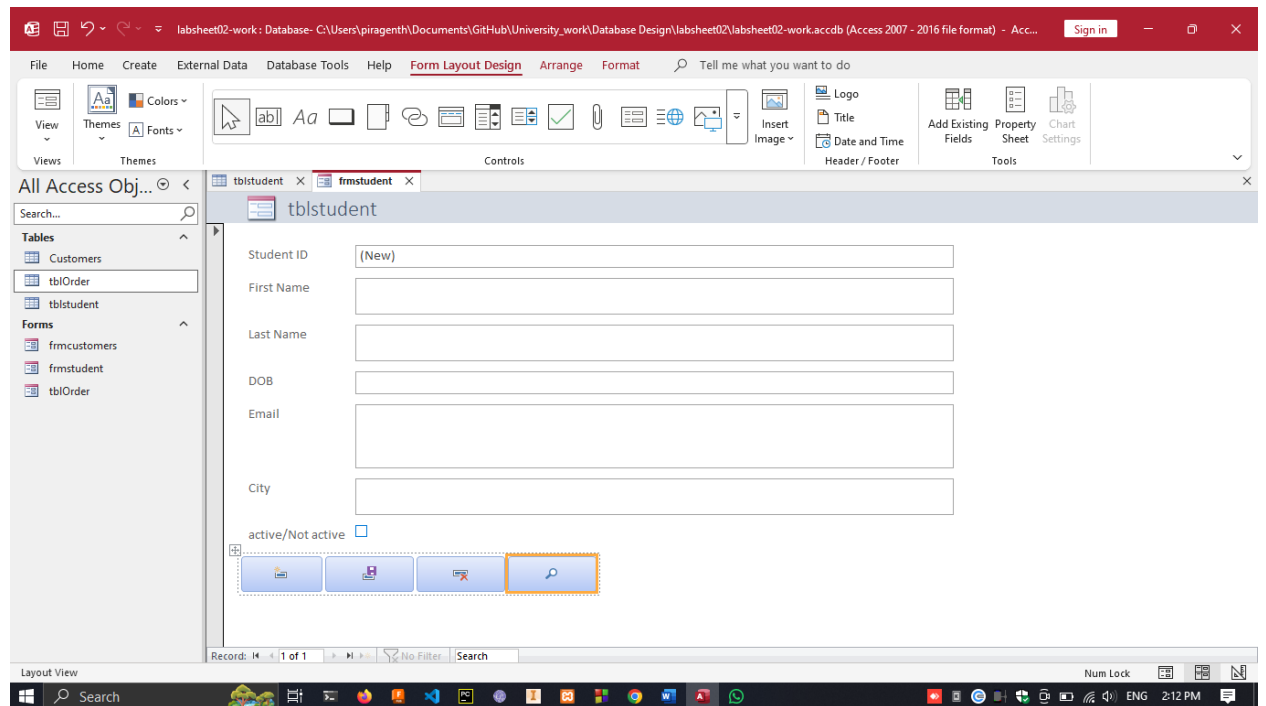 labsheet02-work : Database- C:\Users\piragenth\Documents\GitHub\University_work\Database Design\labsheet02\labsheet02-work.accdb (Access 2007 - 2016 file format) - Acc... Sign in
File Home Create External Data Database Tools Help Form Layout Design Arrange Format Tell me what you want to do
View Themes Colors Fonts ab| Aa Insert Image Logo Title Date and Time Add Existing Fields Property Sheet Chart Settings
Views Themes Controls Header / Footer Tools
All Access Obj... tblstudent frmstudent
Search... tblstudent
Tables
Customers
tblOrder
tblstudent
Forms
frmcustomers
frmstudent
tblOrder
Student ID (New)
First Name
Last Name
DOB
Email
City
active/Not active
Record: 1 of 1 No Filter Search
Layout View Num Lock
Search ENG 2:12 PM